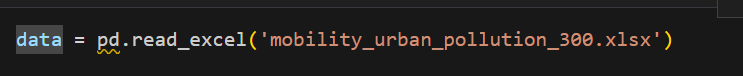 data = pd.read_excel('mobility_urban_pollution_300.xlsx')